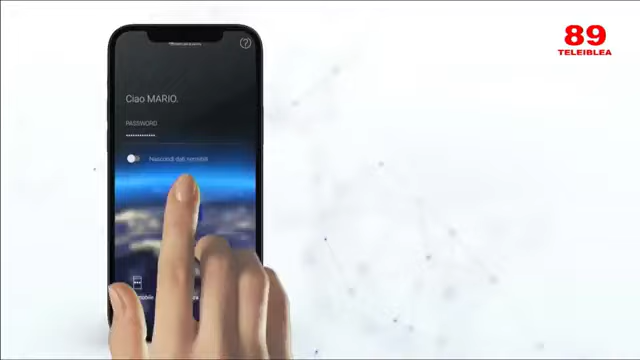 89
TELEIBLEA
Ciao MARIO.
PASSWORD
Nascondi dati sensibili